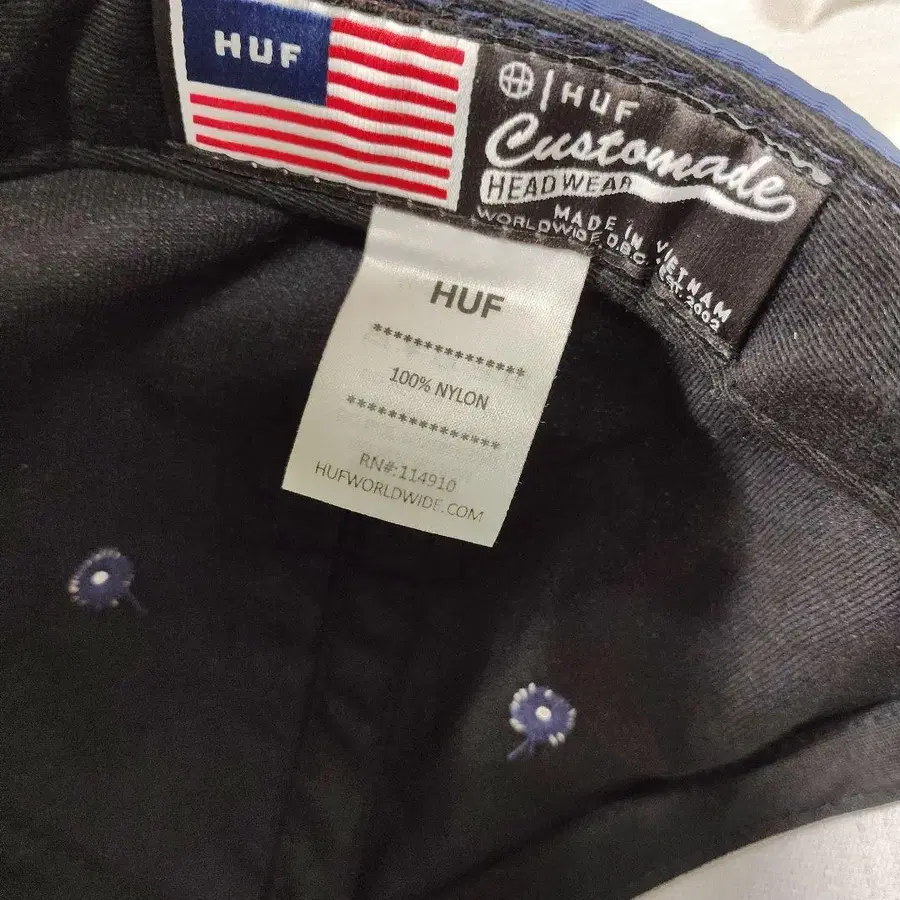 HUF
HUF
Customade
HEADWEAR
MADE IN VIETNAM
WORLDWIDE D.B.C. EST. 2002
HUF
***************
100% NYLON
***************
RN#:114910
HUFWORLDWIDE.COM